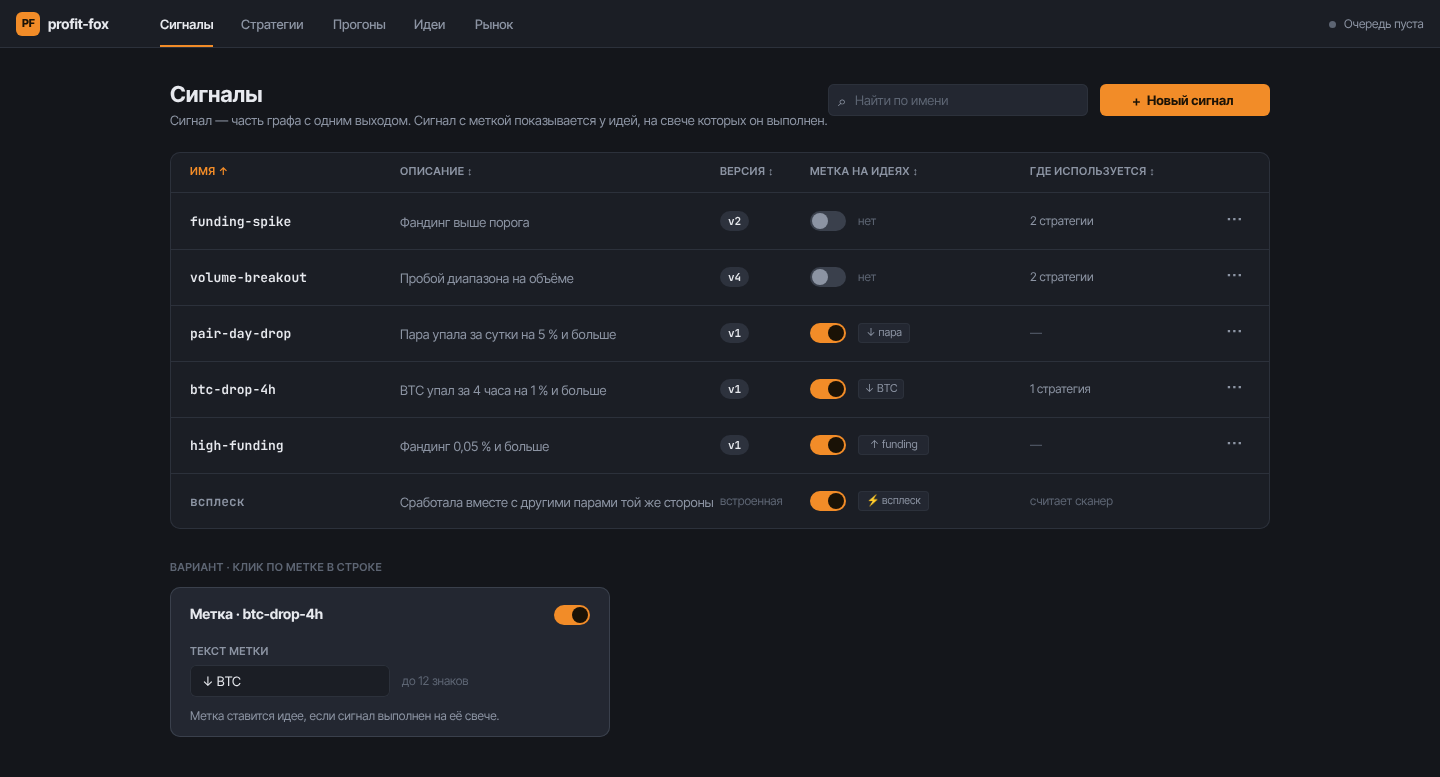 PF profit-fox Сигналы Стратегии Прогоны Идеи Рынок Очередь пуста
Сигналы
Найти по имени
+ Новый сигнал
Сигнал — часть графа с одним выходом. Сигнал с меткой показывается у идей, на свече которых он выполнен.
ИМЯ ↑ ОПИСАНИЕ ↕ ВЕРСИЯ ↕ МЕТКА НА ИДЕЯХ ↕ ГДЕ ИСПОЛЬЗУЕТСЯ ↕
funding-spike Фандинг выше порога v2 нет 2 стратегии ···
volume-breakout Пробой диапазона на объёме v4 нет 2 стратегии ···
pair-day-drop Пара упала за сутки на 5 % и больше v1 ↓ пара — ···
btc-drop-4h BTC упал за 4 часа на 1 % и больше v1 ↓ BTC 1 стратегия ···
high-funding Фандинг 0,05 % и больше v1 ↑ funding — ···
всплеск Сработала вместе с другими парами той же стороны встроенная ⚡ всплеск считает сканер
ВАРИАНТ · КЛИК ПО МЕТКЕ В СТРОКЕ
Метка · btc-drop-4h
ТЕКСТ МЕТКИ
↓ BTC до 12 знаков
Метка ставится идее, если сигнал выполнен на её свече.